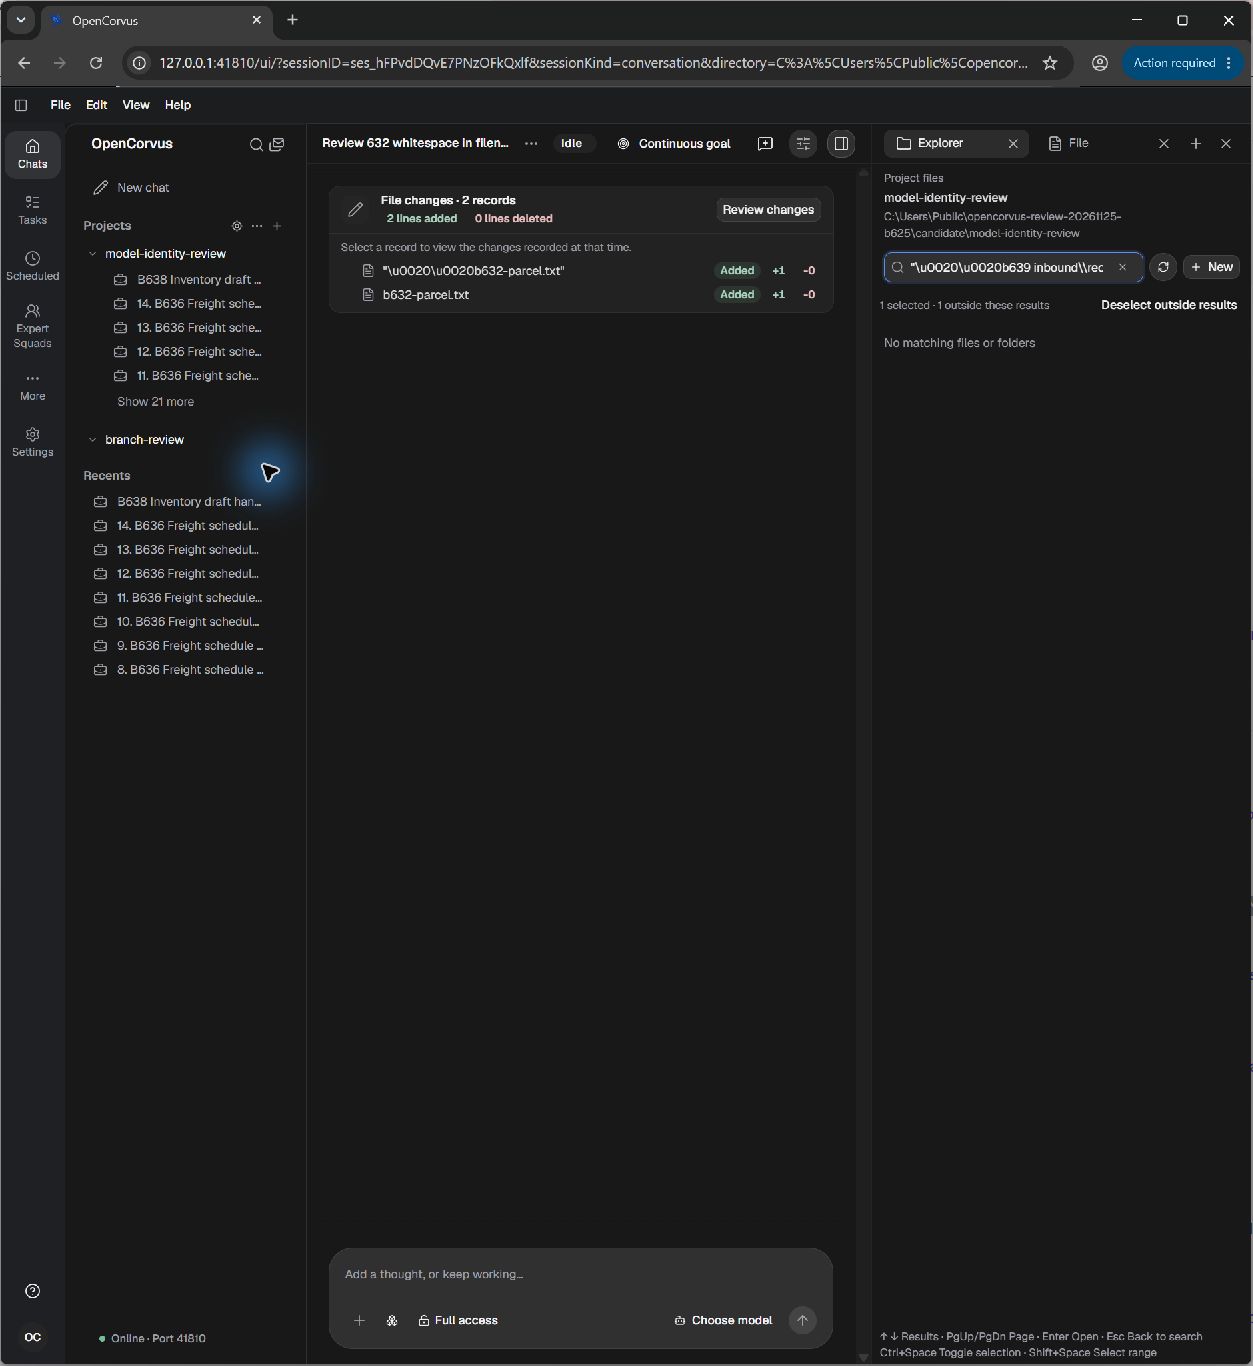 OpenCorvus
127.0.0.1:41810/ui/?sessionID=ses_hFPvdDQvE7PNzOFkQxlf&sessionKind=conversation&directory=C%3A%5CUsers%5CPublic%5Copencor...
Action required
File Edit View Help
Chats
Tasks
Scheduled
Expert
Squads
More
Settings
OC
OpenCorvus
New chat
Projects
model-identity-review
B638 Inventory draft ...
14. B636 Freight sche...
13. B636 Freight sche...
12. B636 Freight sche...
11. B636 Freight sche...
Show 21 more
branch-review
Recents
B638 Inventory draft han...
14. B636 Freight schedul...
13. B636 Freight schedul...
12. B636 Freight schedul...
11. B636 Freight schedule...
10. B636 Freight schedul...
9. B636 Freight schedule ...
8. B636 Freight schedule ...
Online · Port 41810
Review 632 whitespace in filen... ··· Idle Continuous goal
File changes · 2 records
2 lines added 0 lines deleted
Review changes
Select a record to view the changes recorded at that time.
"\u0020\u0020b632-parcel.txt" Added +1 -0
b632-parcel.txt Added +1 -0
Add a thought, or keep working...
Full access Choose model
Explorer File
Project files
model-identity-review
C:\Users\Public\opencorvus-review-20261125-
b625\candidate\model-identity-review
"\u0020\u0020b639 inbound\\rec
New
1 selected · 1 outside these results Deselect outside results
No matching files or folders
↑ ↓ Results · PgUp/PgDn Page · Enter Open · Esc Back to search
Ctrl+Space Toggle selection · Shift+Space Select range